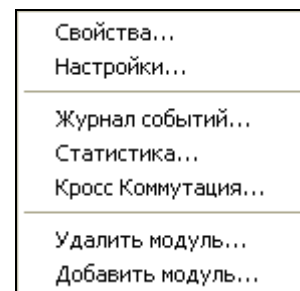 Свойства...
Настройки...
Журнал событий...
Статистика...
Кросс Коммутация...
Удалить модуль...
Добавить модуль...